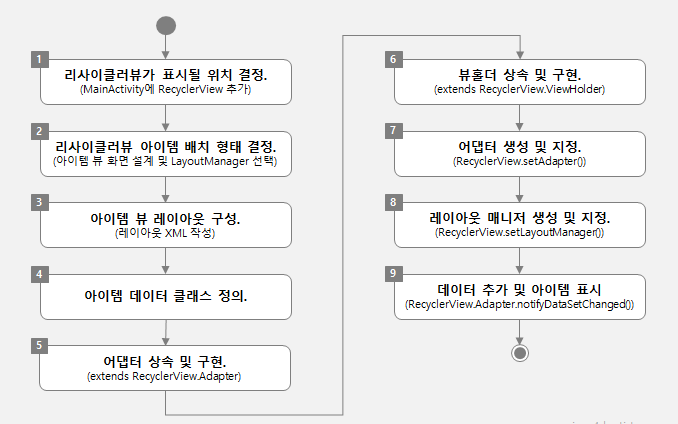 1
리사이클러뷰가 표시될 위치 결정.
(MainActivity에 RecyclerView 추가)
2
리사이클러뷰 아이템 배치 형태 결정.
(아이템 뷰 화면 설계 및 LayoutManager 선택)
3
아이템 뷰 레이아웃 구성.
(레이아웃 XML 작성)
4
아이템 데이터 클래스 정의.
5
어댑터 상속 및 구현.
(extends RecyclerView.Adapter)
6
뷰홀더 상속 및 구현.
(extends RecyclerView.ViewHolder)
7
어댑터 생성 및 지정.
(RecyclerView.setAdapter())
8
레이아웃 매니저 생성 및 지정.
(RecyclerView.setLayoutManager())
9
데이터 추가 및 아이템 표시
(RecyclerView.Adapter.notifyDataSetChanged())